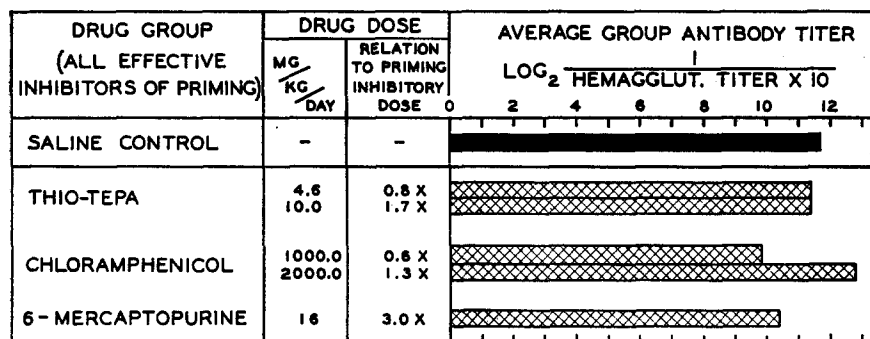 DRUG GROUP
(ALL EFFECTIVE
INHIBITORS OF PRIMING)
DRUG DOSE
MG/KG/DAY
RELATION
TO PRIMING
INHIBITORY
DOSE
AVERAGE GROUP ANTIBODY TITER
LOG2 1/HEMAGGLUT. TITER X 10
0 2 4 6 8 10 12
SALINE CONTROL - -
THIO-TEPA 4.6 0.8 X
10.0 1.7 X
CHLORAMPHENICOL 1000.0 0.6 X
2000.0 1.3 X
6-MERCAPTOPURINE 16 3.0 X